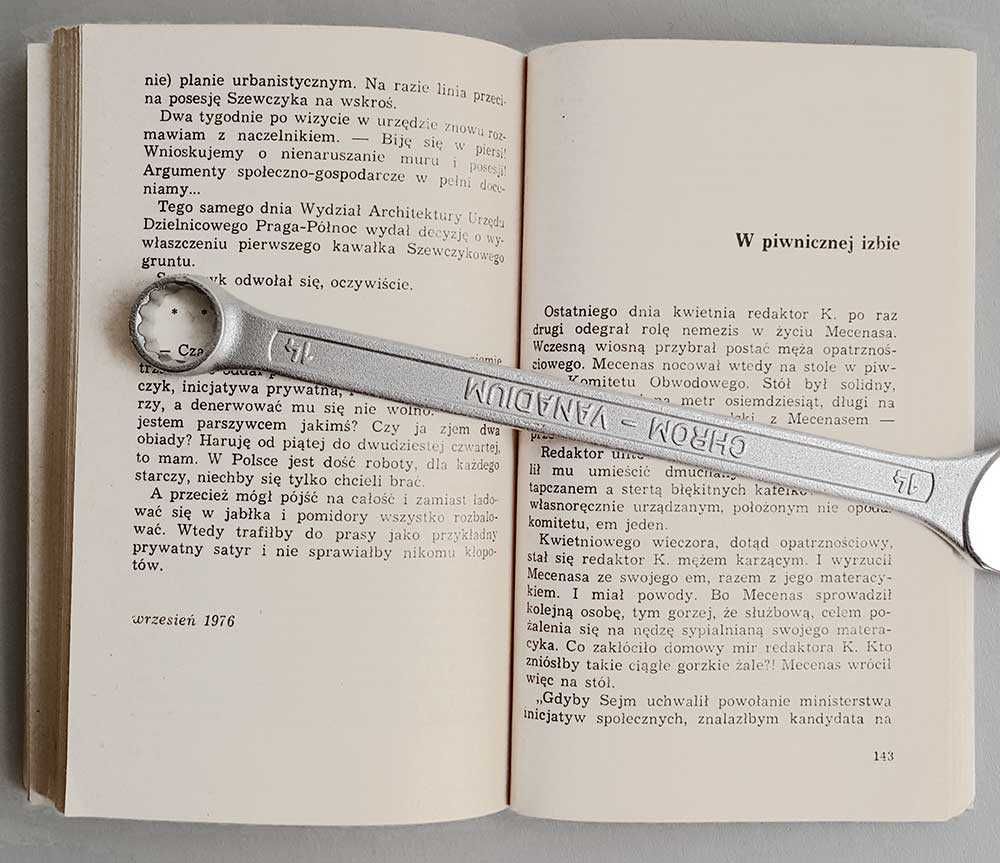 nie) planie urbanistycznym. Na razie linia przeci-
na posesję Szewczyka na wskroś.
Dwa tygodnie po wizycie w urzędzie znowu roz-
mawiam z naczelnikiem. — Biję się w piersi!
Wnioskujemy o nienaruszanie muru i posesji!
Argumenty społeczno-gospodarcze w pełni doce-
niamy...
Tego samego dnia Wydział Architektury Urzędu
Dzielnicowego Praga-Północ wydał decyzję o wy-
właszczeniu pierwszego kawałka Szewczykowego
gruntu.
odwołał się, oczywiście.
* *
czyk, inicjatywa prywatna,
rzy, a denerwować mu się nie wolno.
jestem parszywcem jakimś? Czy ja zjem dwa
obiady? Haruję od piątej do dwudziestej czwartej,
to mam. W Polsce jest dość roboty, dla każdego
starczy, niechby się tylko chcieli brać.
A przecież mógł pójść na całość i zamiast łado-
wać się w jabłka i pomidory wszystko rozbalo-
wać. Wtedy trafiłby do prasy jako przykładny
prywatny satyr i nie sprawiałby nikomu kłopo-
tów.
wrzesień 1976
14 CHROM – VANADIUM 14
W piwnicznej izbie
Ostatniego dnia kwietnia redaktor K. po raz
drugi odegrał rolę nemezis w życiu Mecenasa.
Wczesną wiosną przybrał postać męża opatrznoś-
ciowego. Mecenas nocował wtedy na stole w piw-
Komitetu Obwodowego. Stół był solidny,
metr osiemdziesiąt, długi na
z Mecenasem —
Redaktor
lił mu umieścić
tapczanem a stertą błękitnych
własnoręcznie urządzanym, położonym nie opodal
komitetu, em jeden.
Kwietniowego wieczora, dotąd opatrznościowy,
stał się redaktor K. mężem karzącym. I wyrzucił
Mecenasa ze swojego em, razem z jego materacy-
kiem. I miał powody. Bo Mecenas sprowadził
kolejną osobę, tym gorzej, że służbową, celem po-
żalenia się na nędzę sypialnianą swojego matera-
cyka. Co zakłóciło domowy mir redaktora K. Kto
zniósłby takie ciągłe gorzkie żale?! Mecenas wrócił
więc na stół.
„Gdyby Sejm uchwalił powołanie ministerstwa
inicjatyw społecznych, znalazłbym kandydata na
143